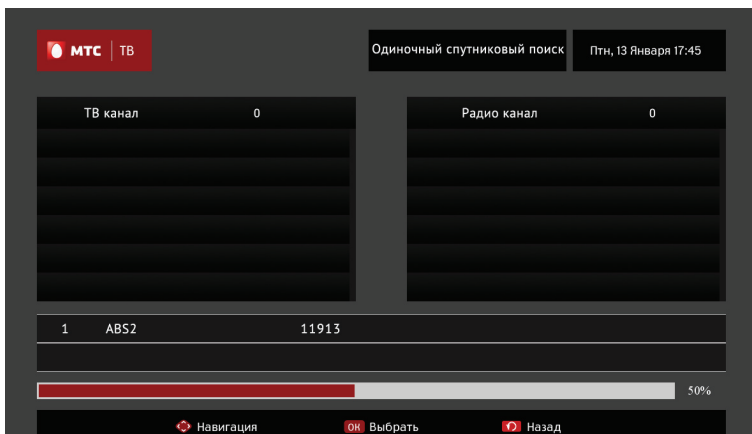 МТС | ТВ
Одиночный спутниковый поиск
Птн, 13 Января 17:45
ТВ канал 0
Радио канал 0
1 ABS2 11913
50%
Навигация
OK Выбрать
Назад